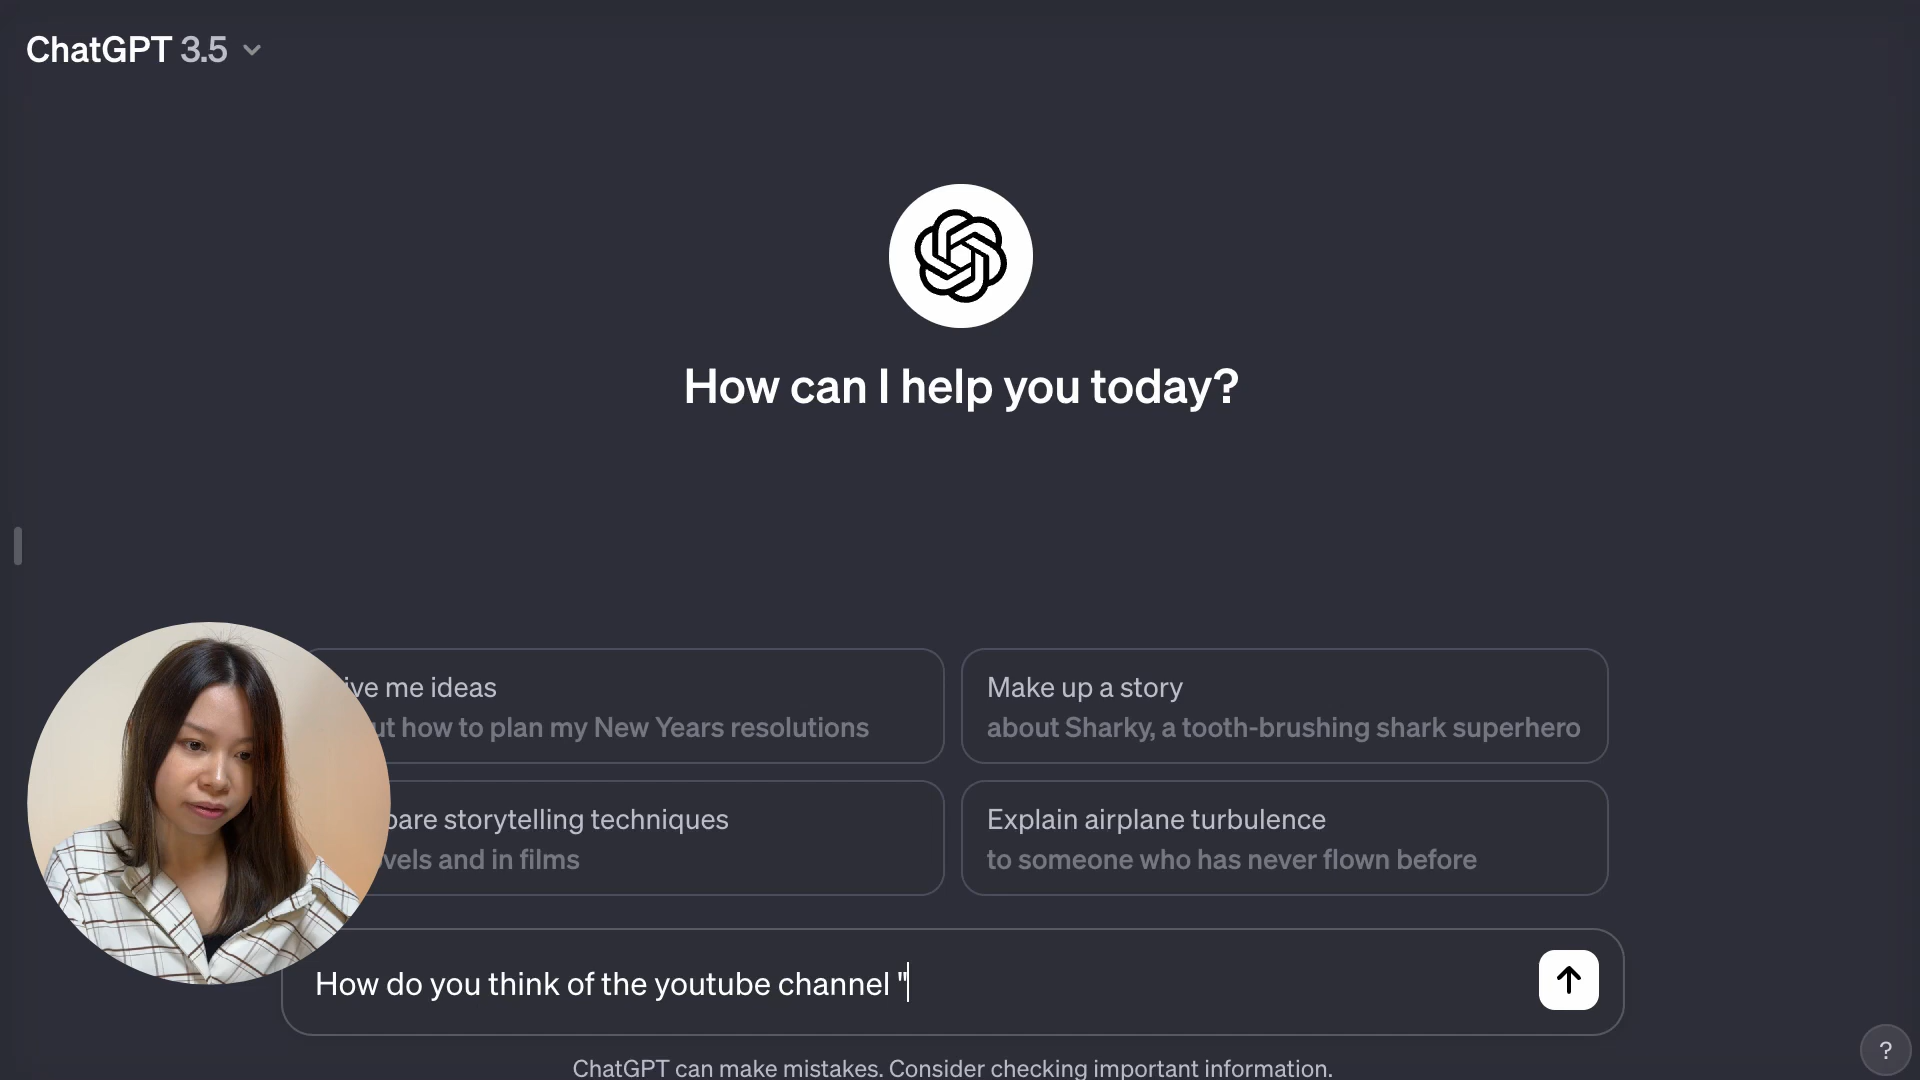 ChatGPT 3.5
How can I help you today?
ive me ideas
ut how to plan my New Years resolutions
Make up a story
about Sharky, a tooth-brushing shark superhero
pare storytelling techniques
vels and in films
Explain airplane turbulence
to someone who has never flown before
How do you think of the youtube channel "
ChatGPT can make mistakes. Consider checking important information.
?